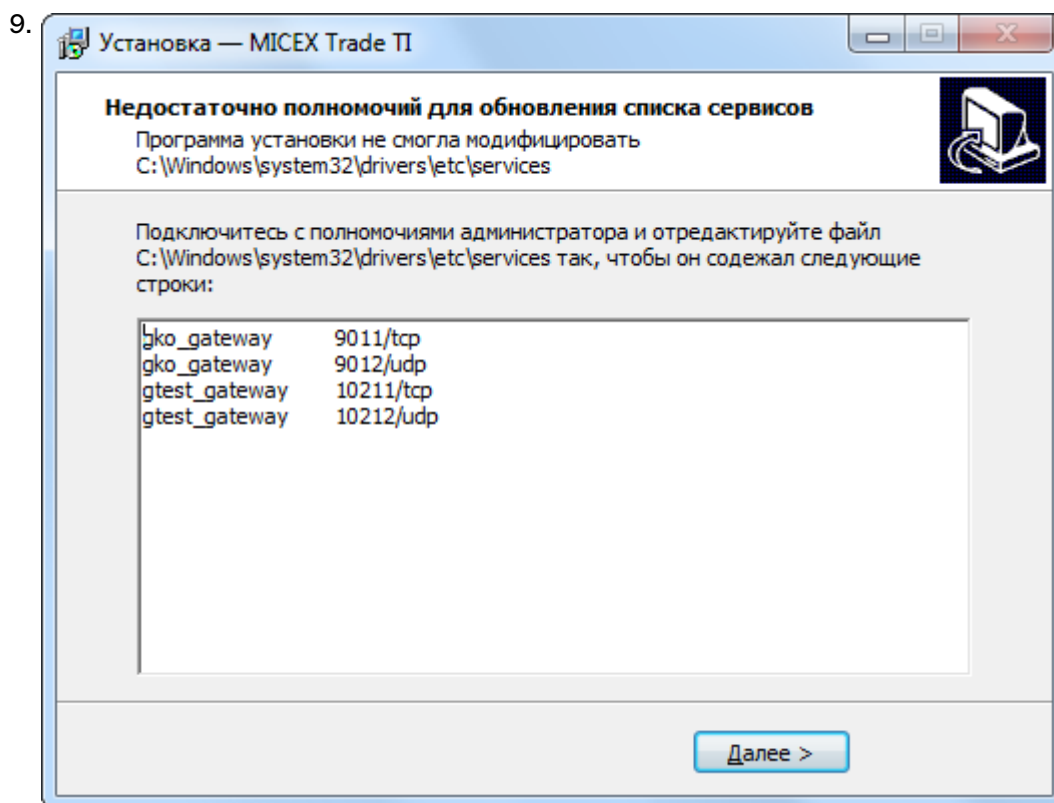 9.
Установка — MICEX Trade TI
Недостаточно полномочий для обновления списка сервисов
Программа установки не смогла модифицировать
C:\Windows\system32\drivers\etc\services
Подключитесь с полномочиями администратора и отредактируйте файл
C:\Windows\system32\drivers\etc\services так, чтобы он содежал следующие
строки:
gko_gateway 9011/tcp
gko_gateway 9012/udp
gtest_gateway 10211/tcp
gtest_gateway 10212/udp
Далее >